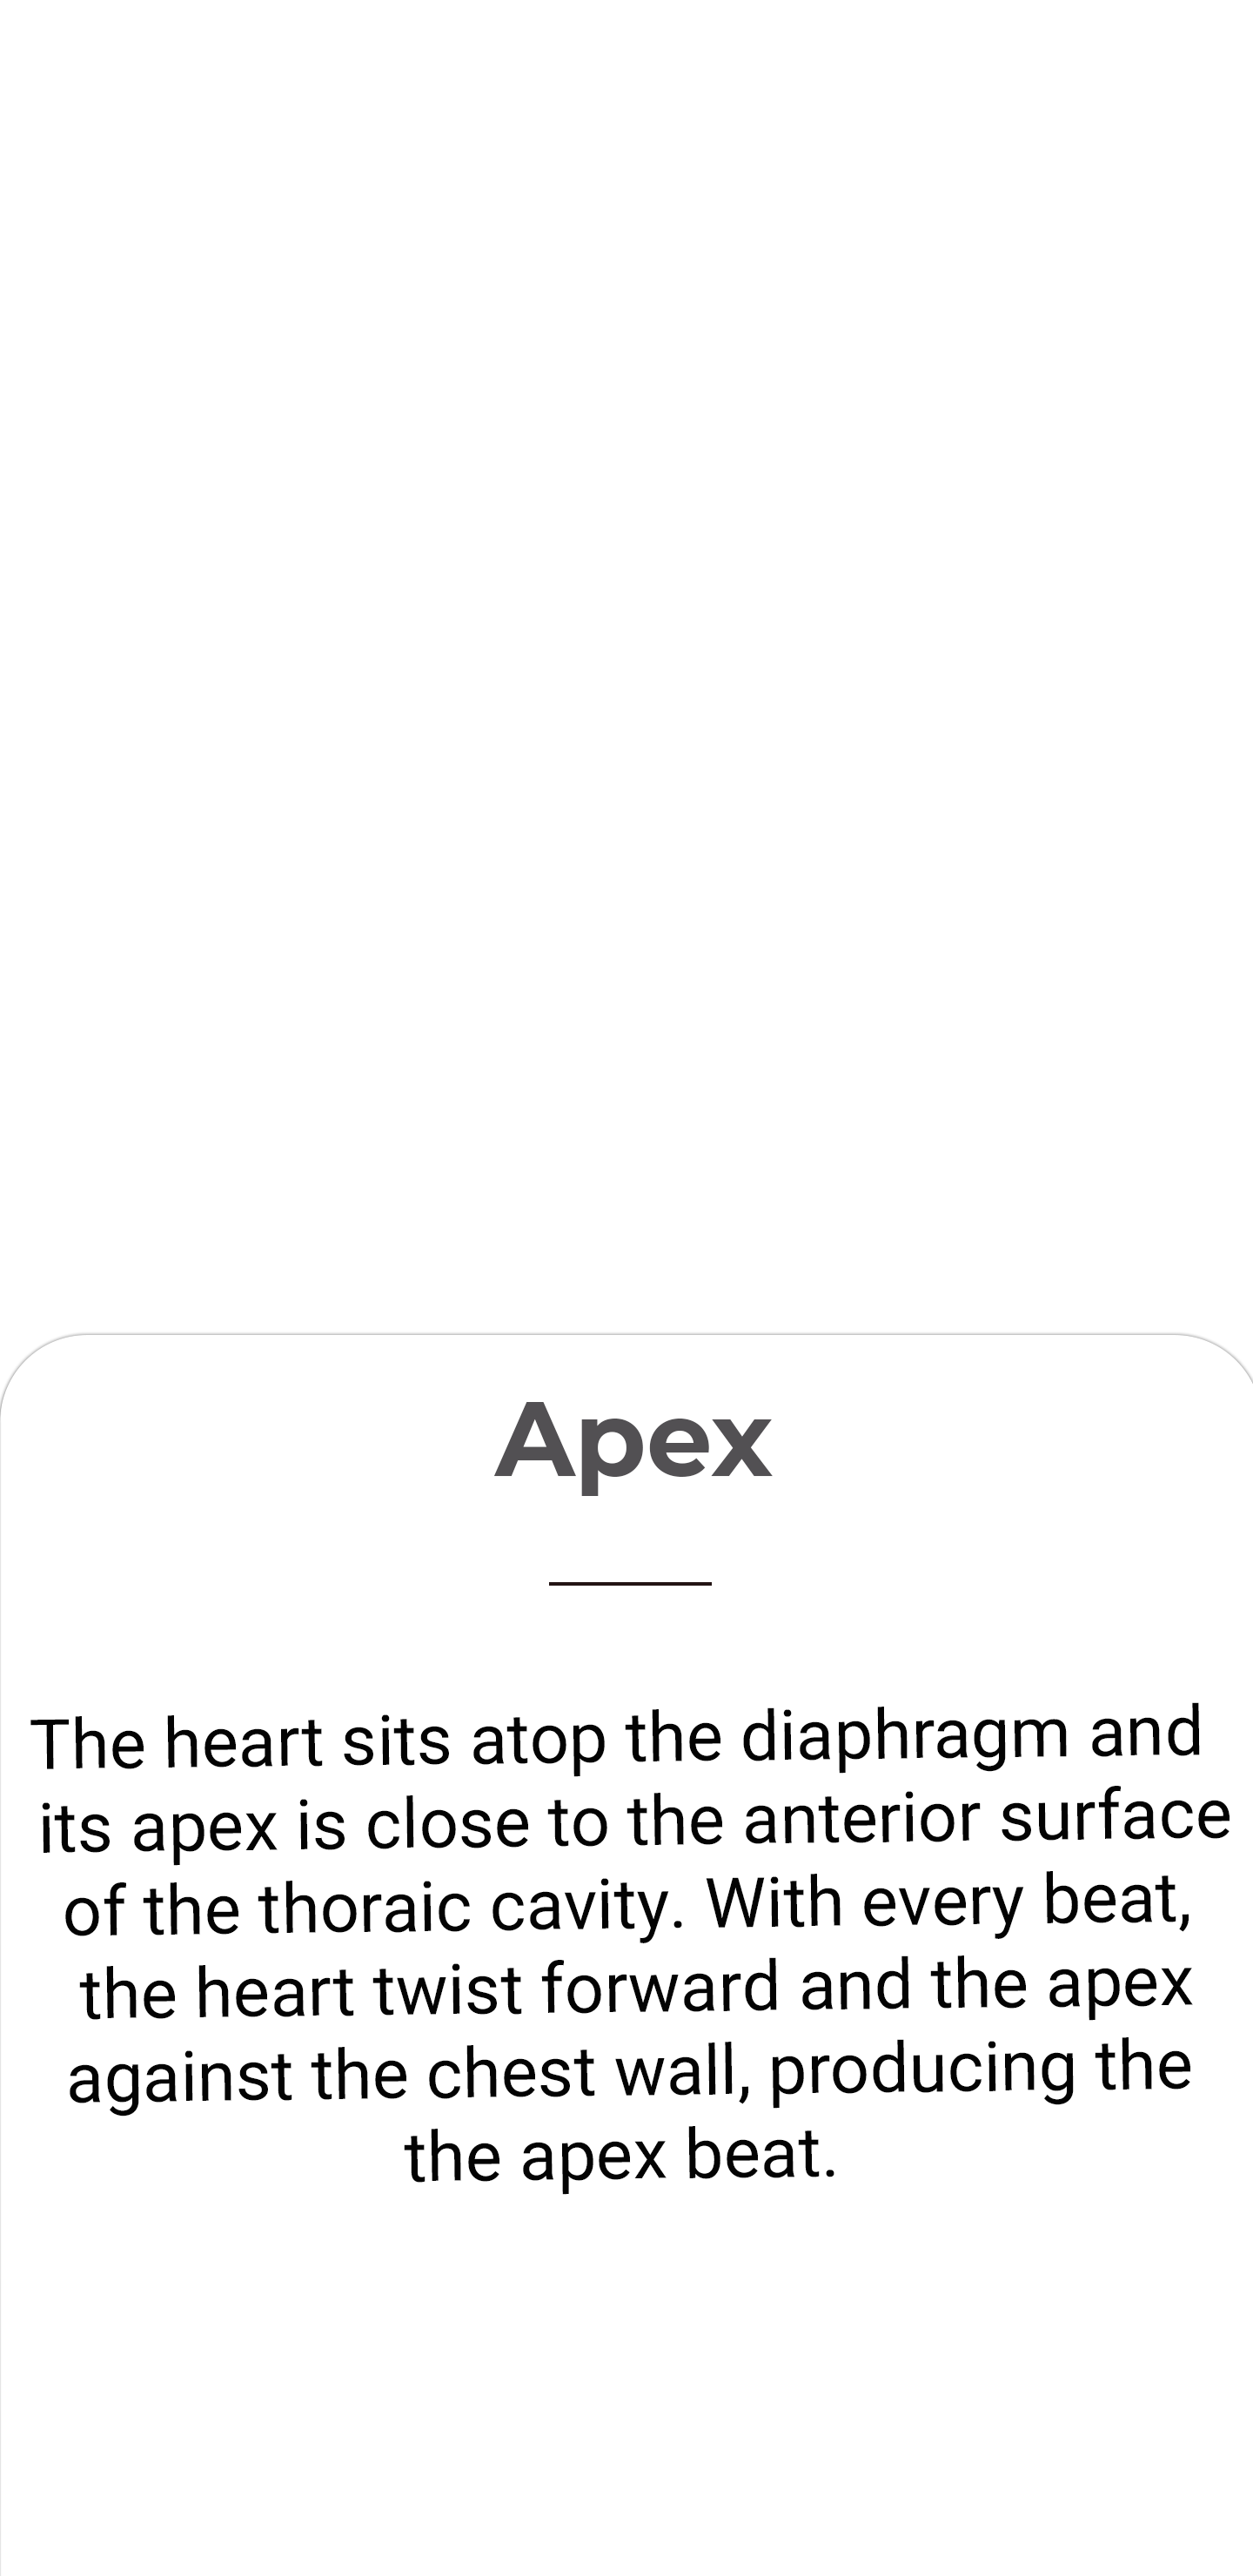 Apex
The heart sits atop the diaphragm and
its apex is close to the anterior surface
of the thoraic cavity. With every beat,
the heart twist forward and the apex
against the chest wall, producing the
the apex beat.